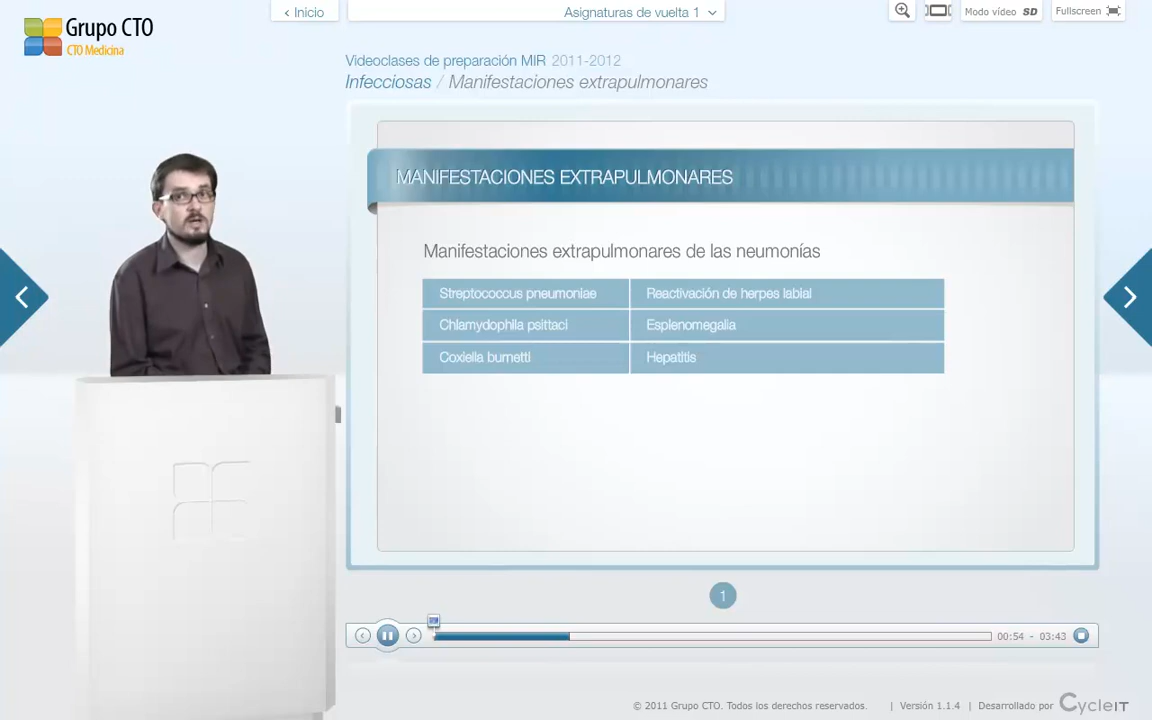 Grupo CTO
CTO Medicina
‹ Inicio
Asignaturas de vuelta 1
Modo vídeo SD
Fullscreen
Videoclases de preparación MIR 2011-2012
Infecciosas / Manifestaciones extrapulmonares
MANIFESTACIONES EXTRAPULMONARES
Manifestaciones extrapulmonares de las neumonías
Streptococcus pneumoniae Reactivación de herpes labial
Chlamydophila psittaci Esplenomegalia
Coxiella burnetti Hepatitis
1
00:54 - 03:43
© 2011 Grupo CTO. Todos los derechos reservados. | Versión 1.1.4 | Desarrollado por CycleIT